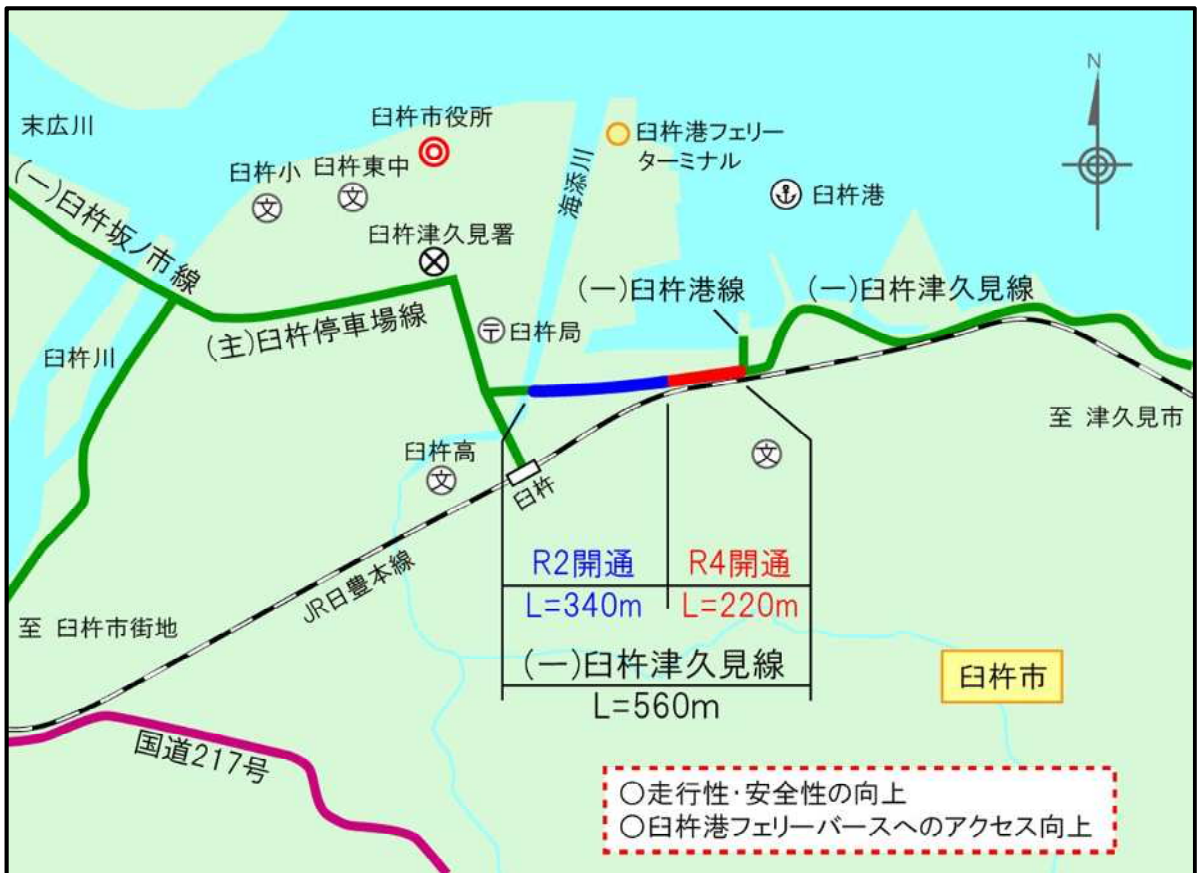 N
末広川
臼杵市役所
臼杵港フェリー
ターミナル
臼杵小
臼杵東中
文
文
海添川
臼杵港
(一)臼杵坂ノ市線
臼杵津久見署
(一)臼杵港線
(一)臼杵津久見線
(主)臼杵停車場線
〒
臼杵局
臼杵川
至 津久見市
臼杵高
文
文
臼杵
JR日豊本線
R2開通
R4開通
L=340m
L=220m
至 臼杵市街地
(一)臼杵津久見線
L=560m
臼杵市
国道217号
○走行性・安全性の向上
○臼杵港フェリーバースへのアクセス向上